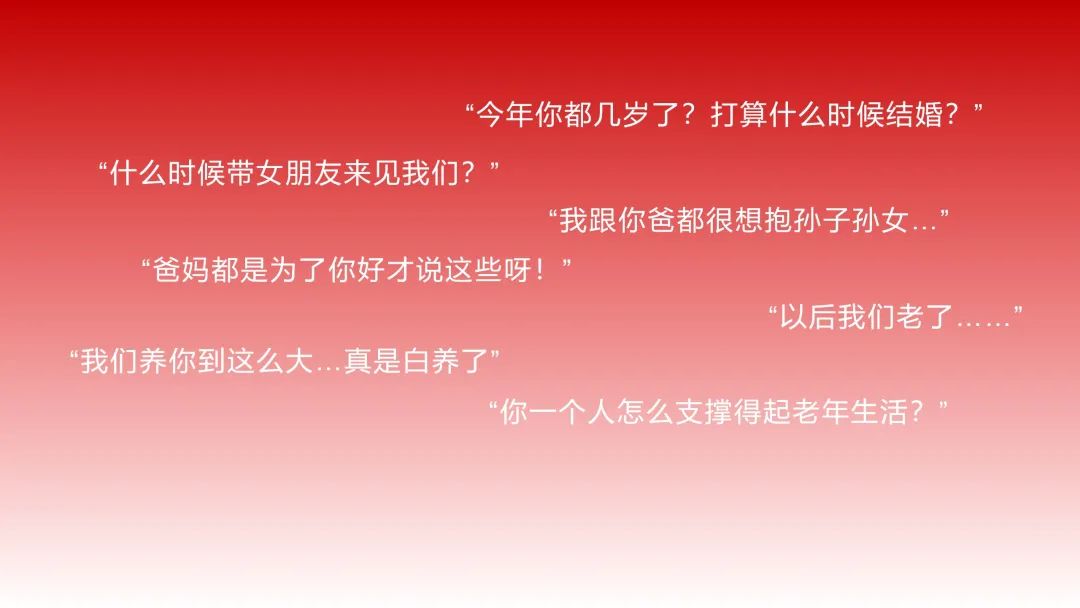 “今年你都几岁了？打算什么时候结婚？”
“什么时候带女朋友来见我们？”
“我跟你爸都很想抱孙子孙女…”
“爸妈都是为了你好才说这些呀！”
“以后我们老了……”
“我们养你到这么大…真是白养了”
“你一个人怎么支撑得起老年生活？”